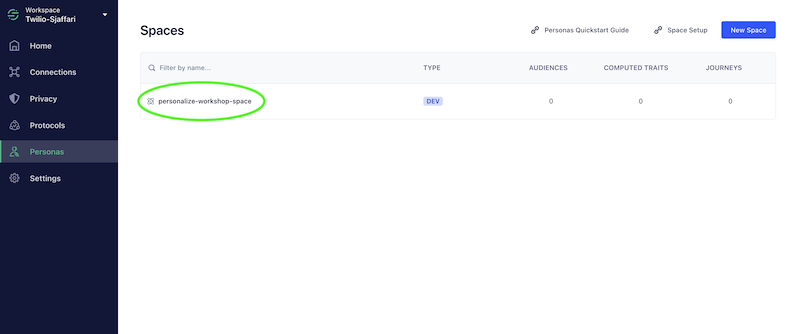 Workspace
Twilio-Sjaffari
Home
Connections
Privacy
Protocols
Personas
Settings
Spaces
Personas Quickstart Guide
Space Setup
New Space
Filter by name...
TYPE
AUDIENCES
COMPUTED TRAITS
JOURNEYS
personalize-workshop-space
DEV
0
0
0